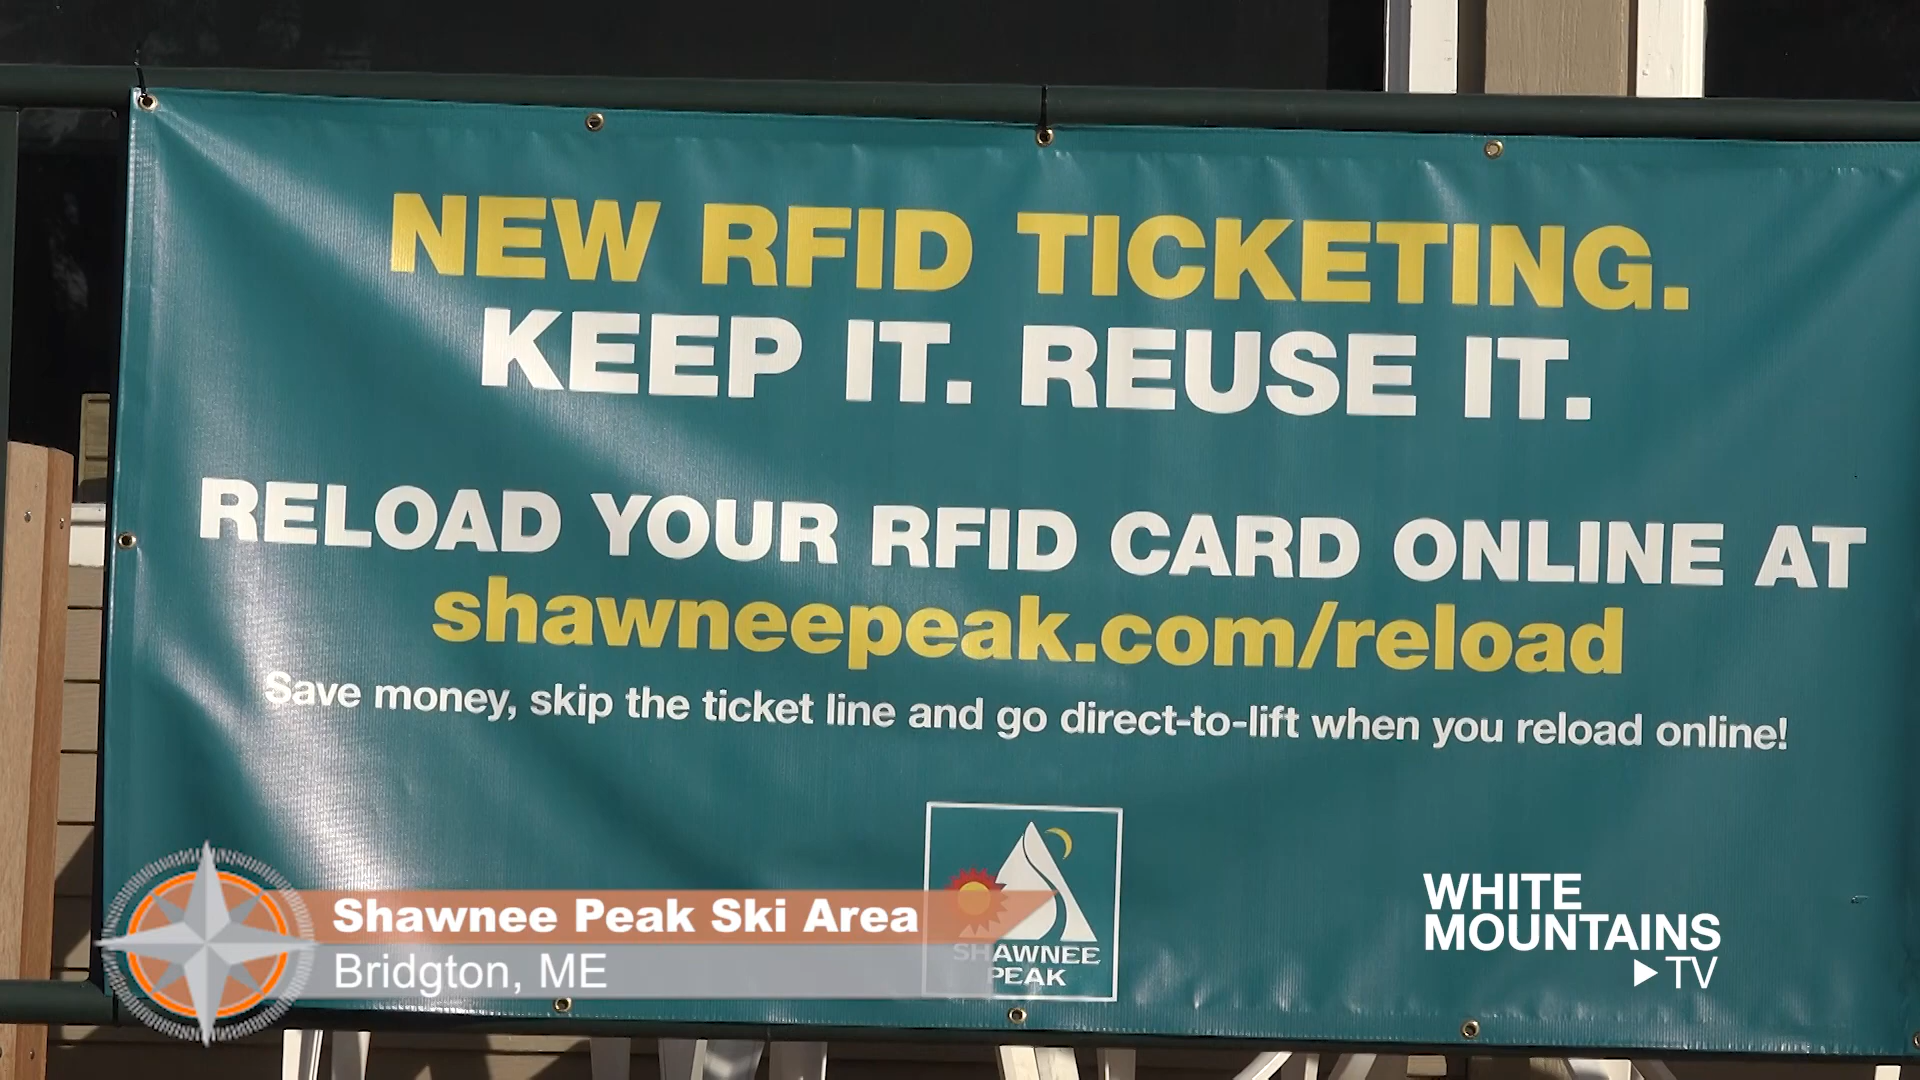 NEW RFID TICKETING.
KEEP IT. REUSE IT.
RELOAD YOUR RFID CARD ONLINE AT
shawneepeak.com/reload
Save money, skip the ticket line and go direct-to-lift when you reload online!
SHAWNEE
PEAK
Shawnee Peak Ski Area
Bridgton, ME
WHITE
MOUNTAINS
TV